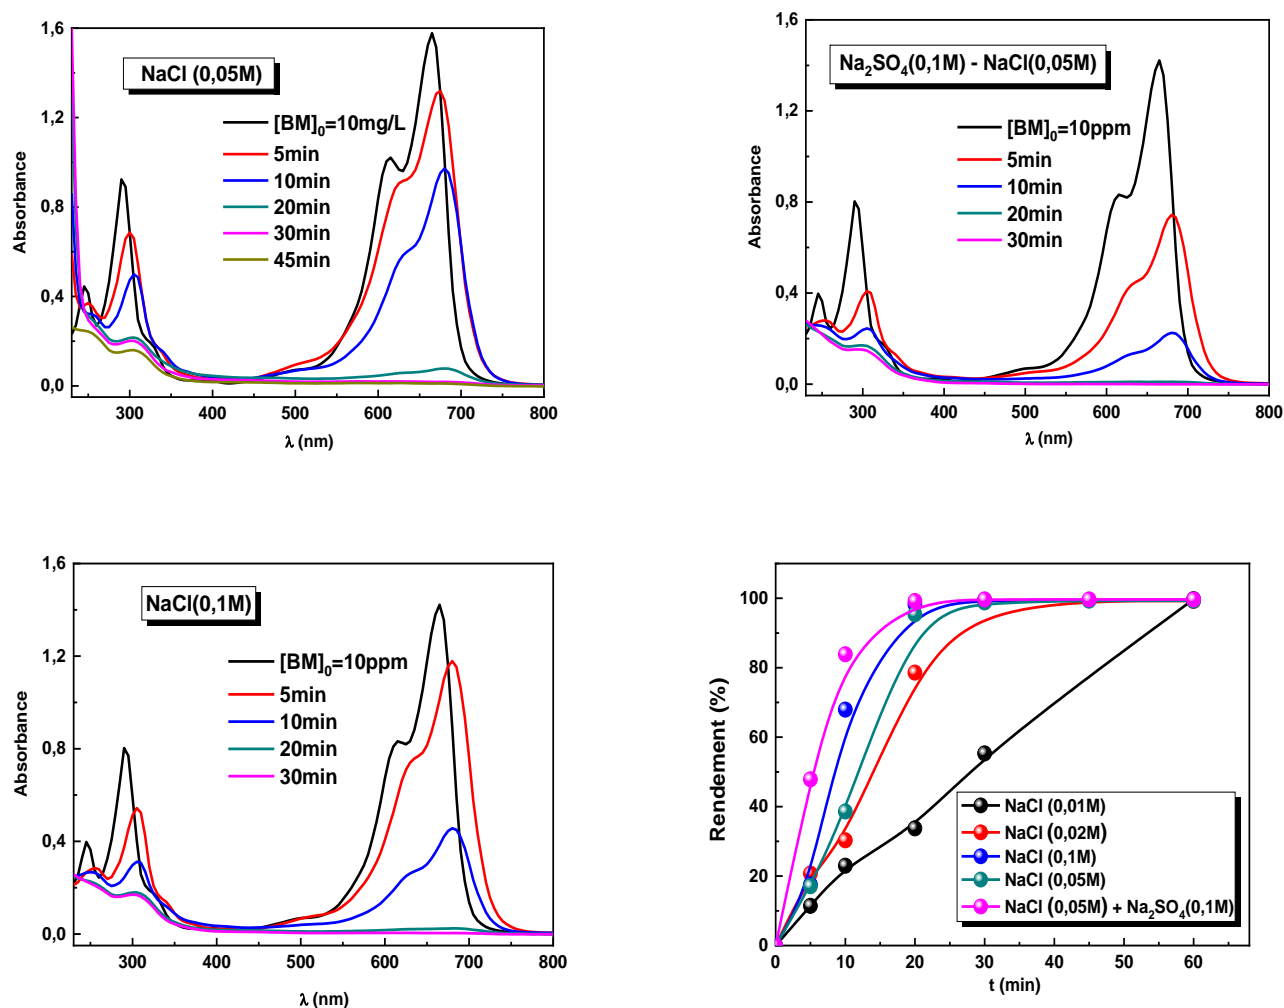 NaCl (0,05M)
[BM]₀=10mg/L
5min
10min
20min
30min
45min
1,6
1,2
0,8
0,4
0,0
Absorbance
300 400 500 600 700 800
λ (nm)
Na₂SO₄(0,1M) - NaCl(0,05M)
[BM]₀=10ppm
5min
10min
20min
30min
1,6
1,2
0,8
0,4
0,0
Absorbance
300 400 500 600 700 800
λ (nm)
NaCl(0,1M)
[BM]₀=10ppm
5min
10min
20min
30min
1,6
1,2
0,8
0,4
0,0
Absorbance
300 400 500 600 700 800
λ (nm)
100
80
60
40
20
0
Rendement (%)
NaCl (0,01M)
NaCl (0,02M)
NaCl (0,1M)
NaCl (0,05M)
NaCl (0,05M) + Na₂SO₄(0,1M)
0 10 20 30 40 50 60
t (min)